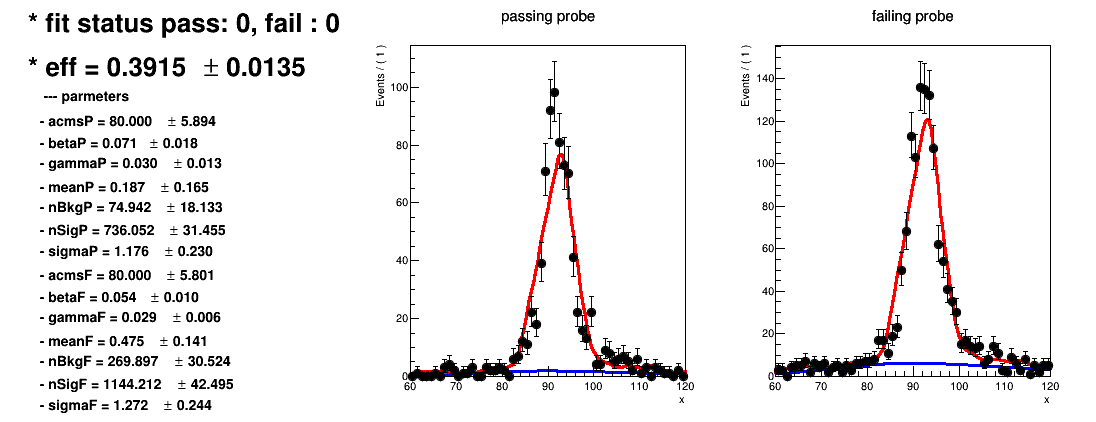 * fit status pass: 0, fail : 0
* eff = 0.3915 ± 0.0135
--- parmeters
- acmsP = 80.000 ± 5.894
- betaP = 0.071 ± 0.018
- gammaP = 0.030 ± 0.013
- meanP = 0.187 ± 0.165
- nBkgP = 74.942 ± 18.133
- nSigP = 736.052 ± 31.455
- sigmaP = 1.176 ± 0.230
- acmsF = 80.000 ± 5.801
- betaF = 0.054 ± 0.010
- gammaF = 0.029 ± 0.006
- meanF = 0.475 ± 0.141
- nBkgF = 269.897 ± 30.524
- nSigF = 1144.212 ± 42.495
- sigmaF = 1.272 ± 0.244
passing probe
Events / ( 1 )
100
80
60
40
20
0
60 70 80 90 100 110 120
x
failing probe
Events / ( 1 )
140
120
100
80
60
40
20
0
60 70 80 90 100 110 120
x